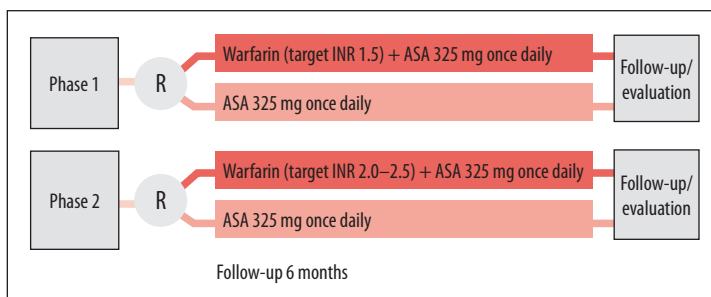 Phase 1
R
Warfarin (target INR 1.5) + ASA 325 mg once daily
ASA 325 mg once daily
Follow-up/
evaluation
Phase 2
R
Warfarin (target INR 2.0–2.5) + ASA 325 mg once daily
ASA 325 mg once daily
Follow-up/
evaluation
Follow-up 6 months